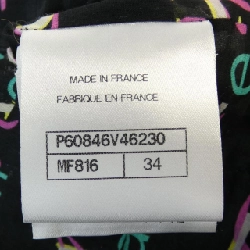 MADE IN FRANCE
FABRIQUE EN FRANCE
P60846V46230
MF816 34